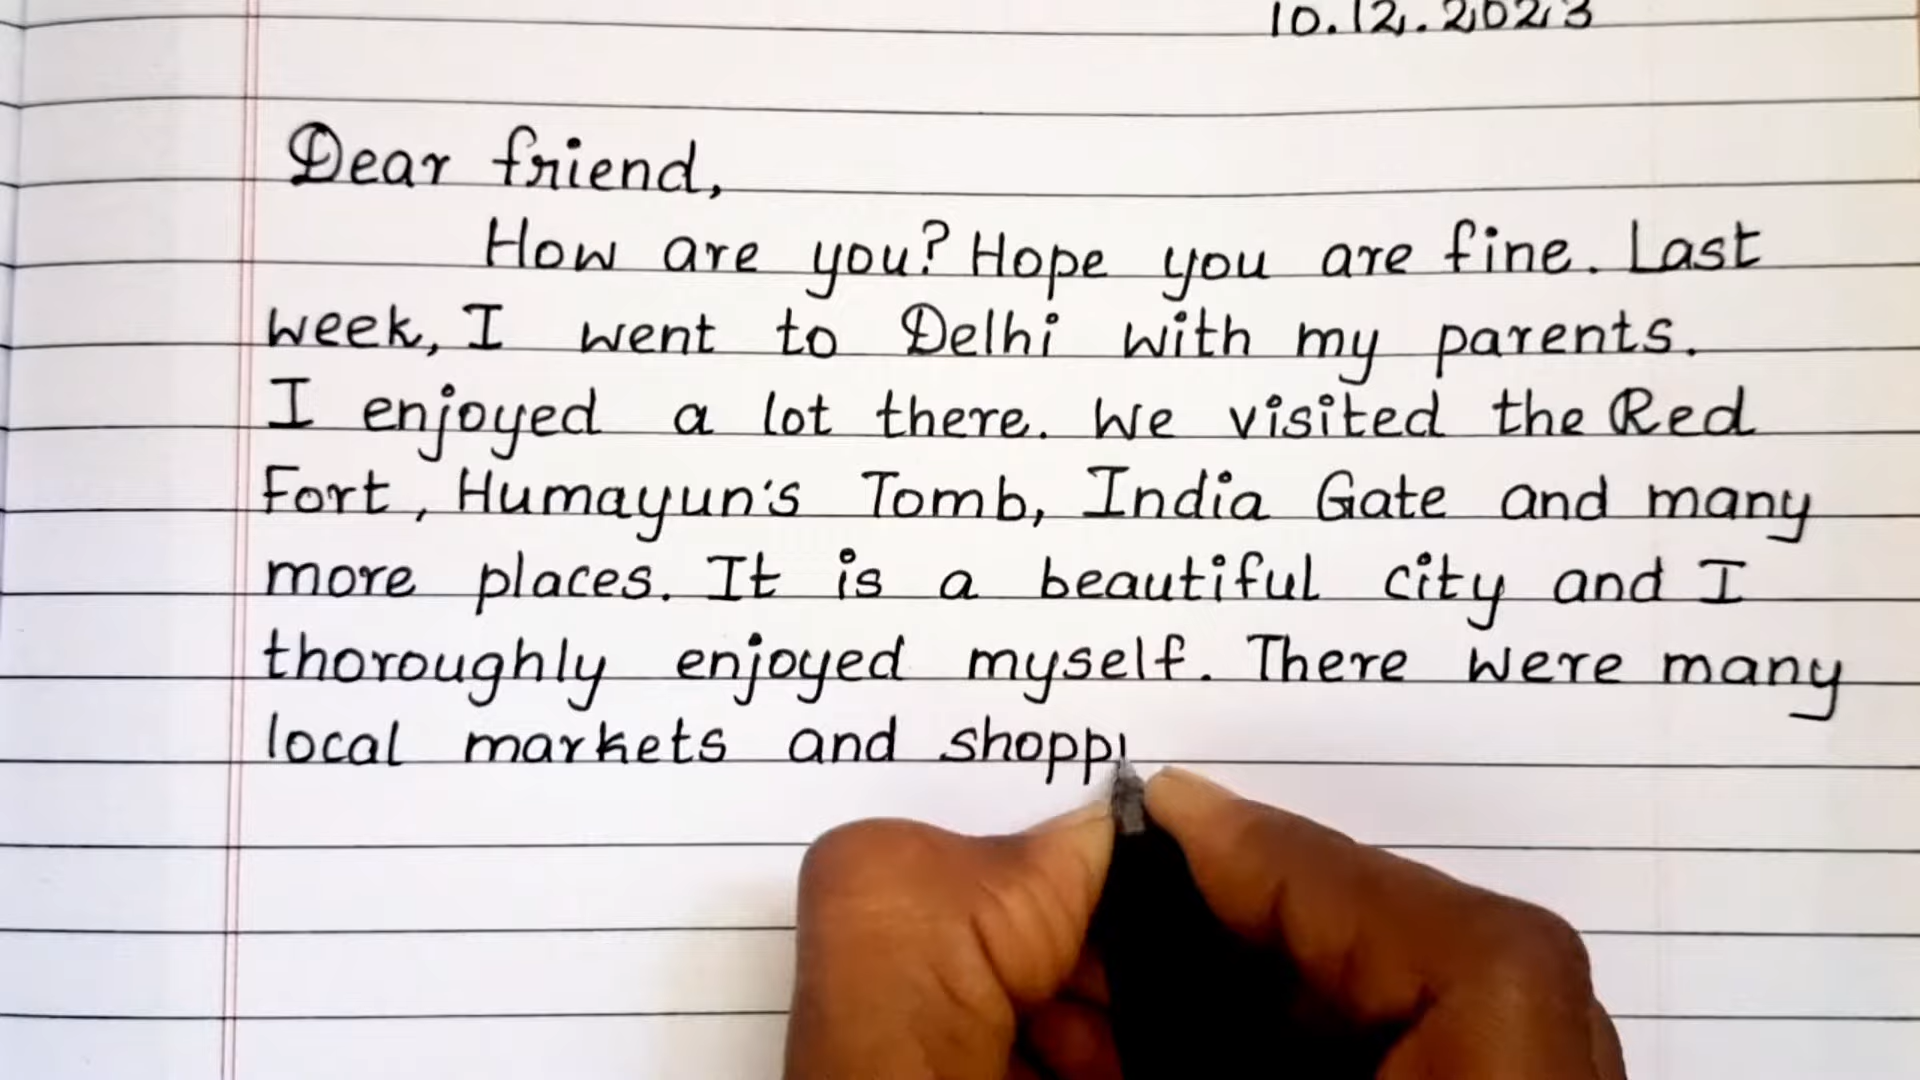 10.12.2023
Dear friend,
How are you? Hope you are fine. Last
week, I went to Delhi with my parents.
I enjoyed a lot there. We visited the Red
Fort, Humayun's Tomb, India Gate and many
more places. It is a beautiful city and I
thoroughly enjoyed myself. There were many
local markets and shoppi